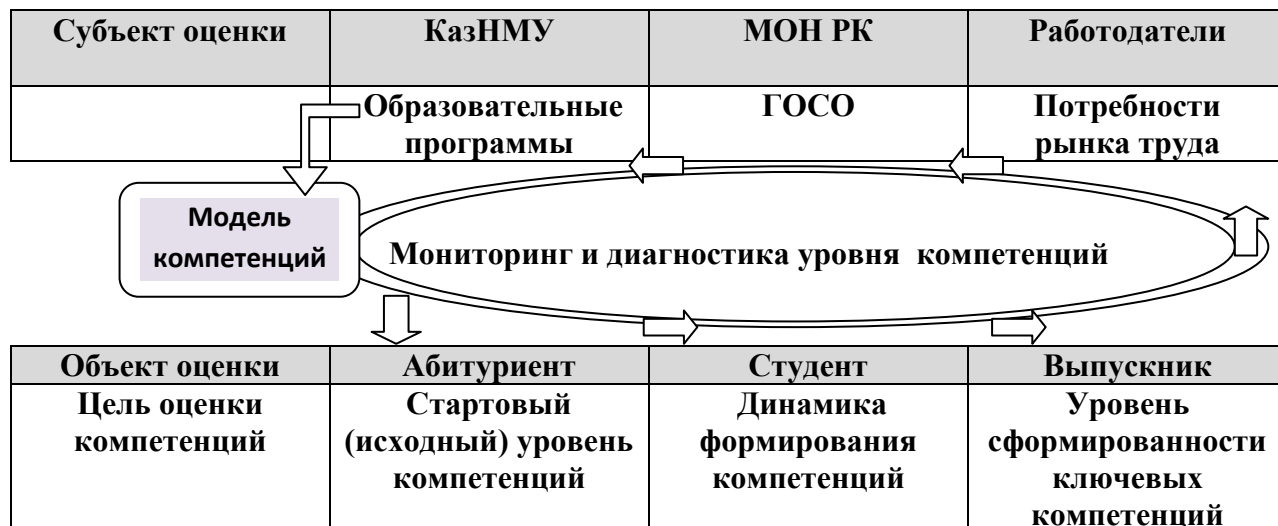 Субъект оценки КазНМУ МОН РК Работодатели
Образовательные ГОСО Потребности
программы рынка труда
Модель
компетенций
Мониторинг и диагностика уровня компетенций
Объект оценки Абитуриент Студент Выпускник
Цель оценки Стартовый Динамика Уровень
компетенций (исходный) уровень формирования сформированности
компетенций компетенций ключевых
компетенций